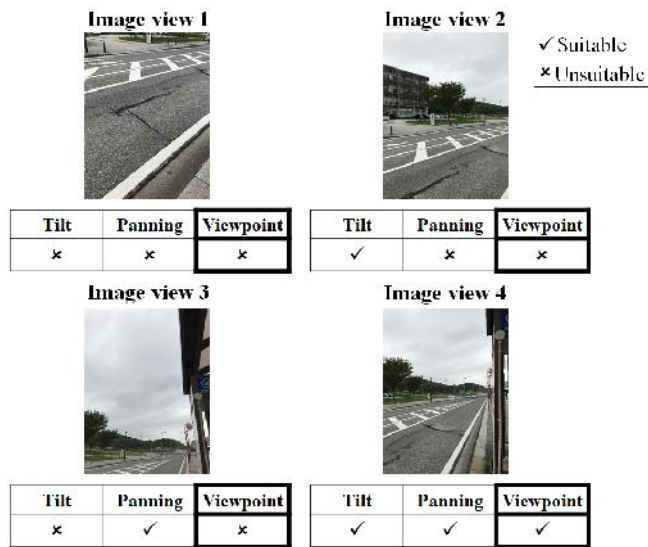 Image view 1
Image view 2
✓ Suitable
× Unsuitable
Tilt Panning Viewpoint
× × ×
Tilt Panning Viewpoint
✓ × ×
Image view 3
Image view 4
Tilt Panning Viewpoint
× ✓ ×
Tilt Panning Viewpoint
✓ ✓ ✓